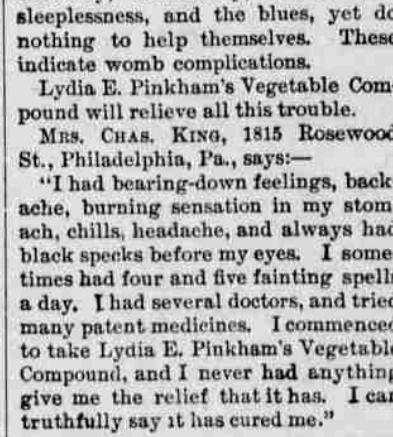 sleeplessness, and the blues, yet do
nothing to help themselves. These
indicate womb complications.
Lydia E. Pinkham's Vegetable Com-
pound will relieve all this trouble.
MRS. CHAS. KING, 1815 Rosewood
St., Philadelphia, Pa., says:—
"I had bearing-down feelings, back
ache, burning sensation in my stom
ach, chills, headache, and always had
black specks before my eyes. I some
times had four and five fainting spells
a day. I had several doctors, and tried
many patent medicines. I commenced
to take Lydia E. Pinkham's Vegetable
Compound, and I never had anything
give me the relief that it has. I can
truthfully say it has cured me."